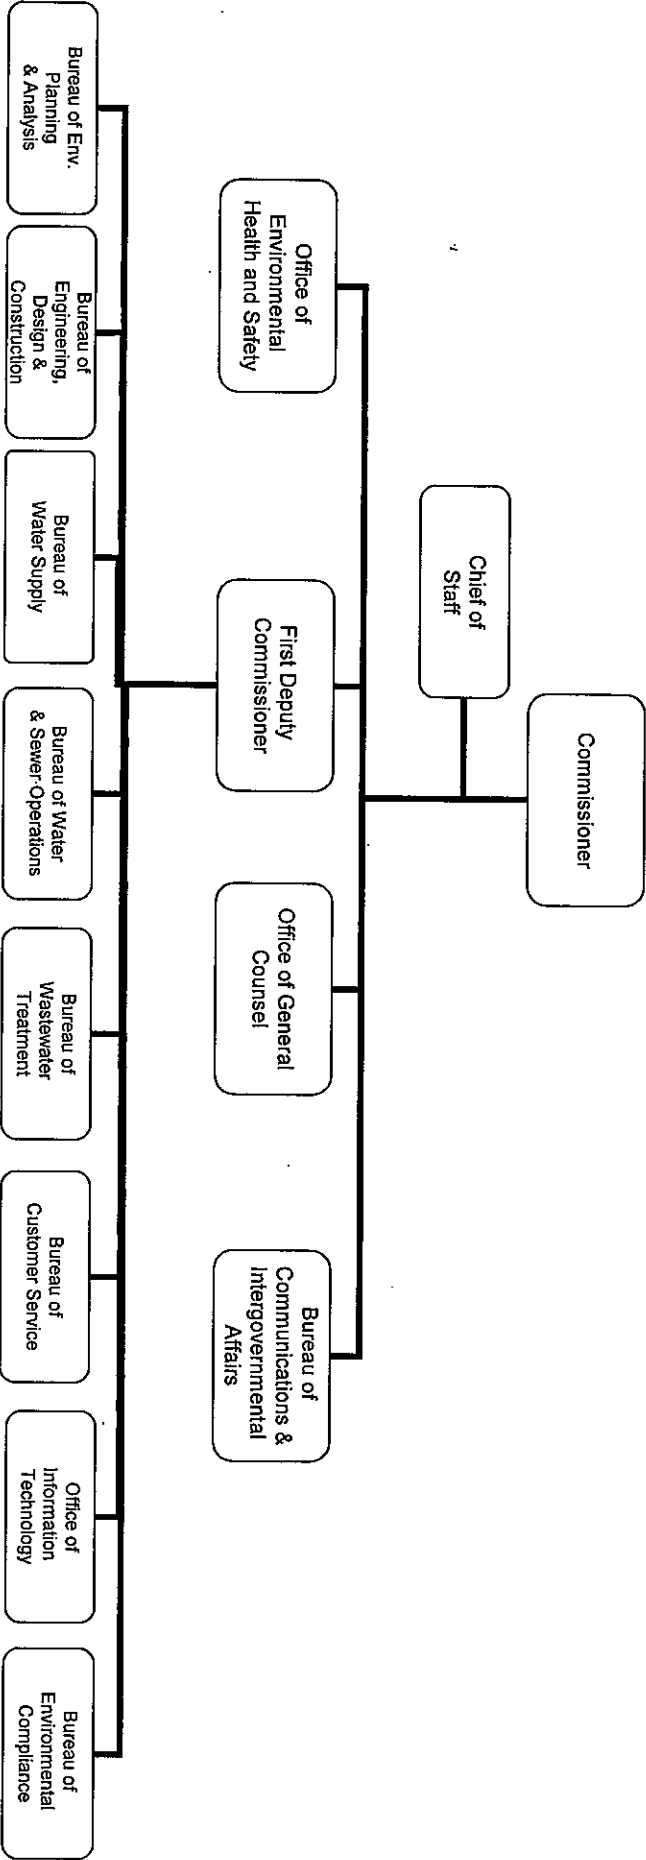 Commissioner
Chief of
Staff
Office of
Environmental
Health and Safety
First Deputy
Commissioner
Office of General
Counsel
Bureau of
Communications &
Intergovernmental
Affairs
Bureau of Env.
Planning
& Analysis
Bureau of
Engineering,
Design &
Construction
Bureau of
Water Supply
Bureau of Water
& Sewer Operations
Bureau of
Wastewater
Treatment
Bureau of
Customer Service
Office of
Information
Technology
Bureau of
Environmental
Compliance